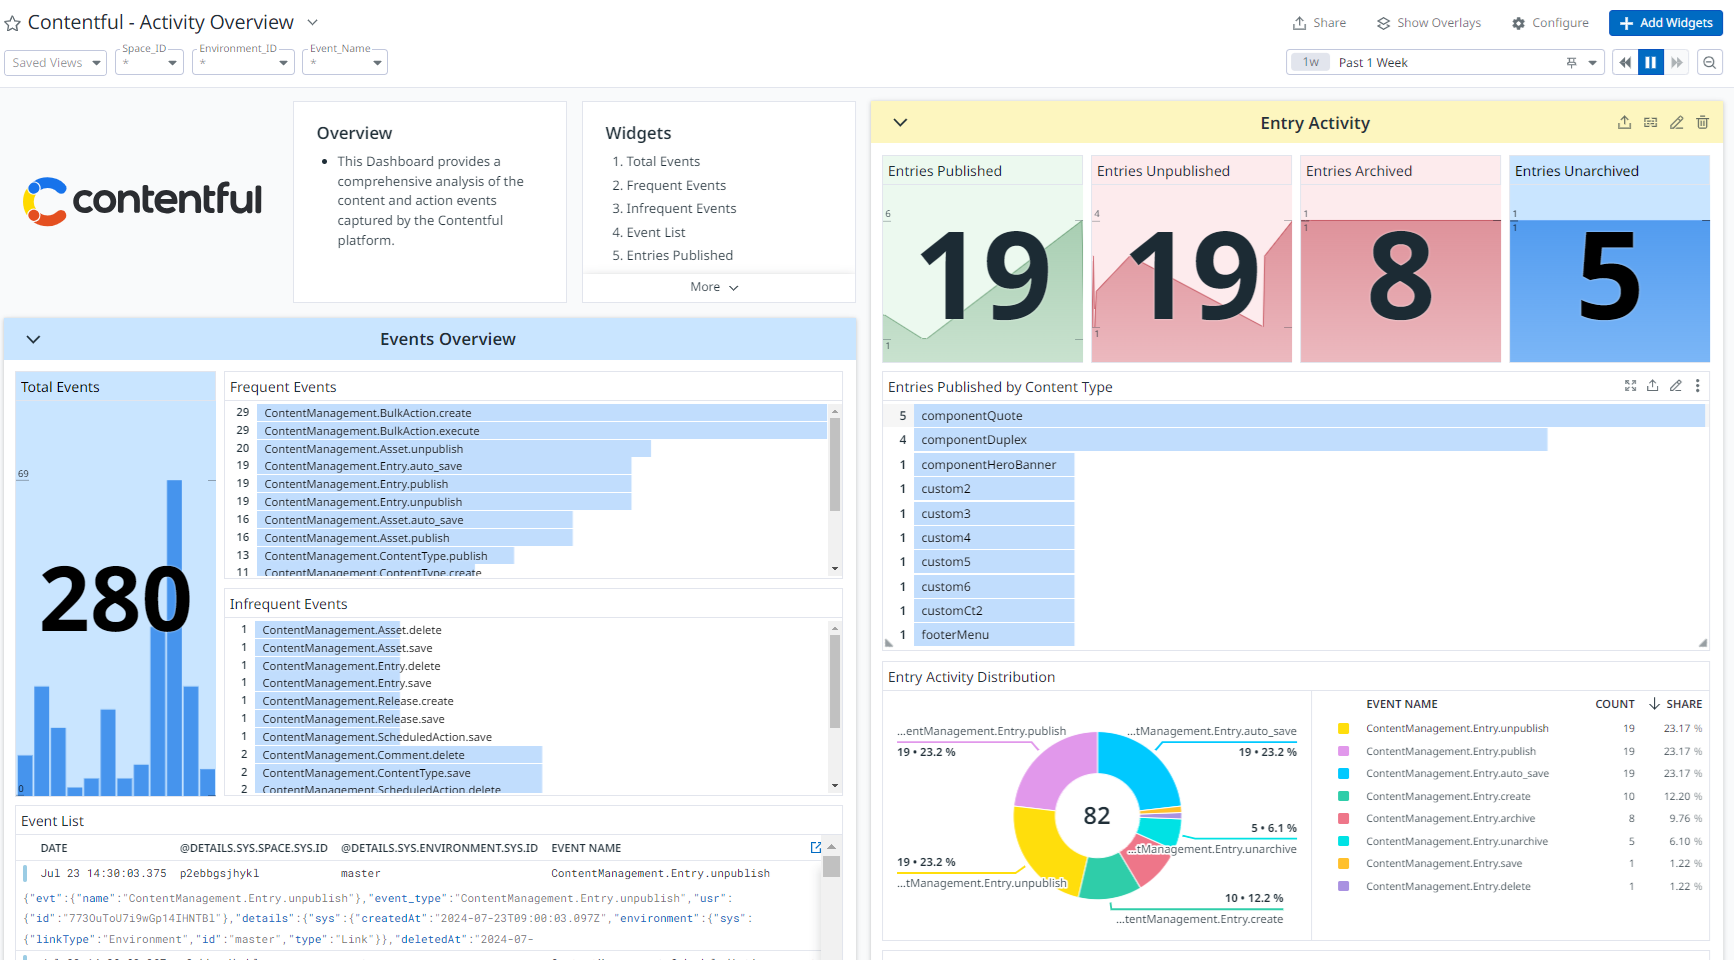 Contentful - Activity Overview
Share
Show Overlays
Configure
Add Widgets
Saved Views
Space_ID
*
Environment_ID
*
Event_Name
*
1w Past 1 Week
contentful
Overview
• This Dashboard provides a
comprehensive analysis of the
content and action events
captured by the Contentful
platform.
Widgets
1. Total Events
2. Frequent Events
3. Infrequent Events
4. Event List
5. Entries Published
More
Events Overview
Total Events
69
280
0
Frequent Events
29 ContentManagement.BulkAction.create
29 ContentManagement.BulkAction.execute
20 ContentManagement.Asset.unpublish
19 ContentManagement.Entry.auto_save
19 ContentManagement.Entry.publish
19 ContentManagement.Entry.unpublish
16 ContentManagement.Asset.auto_save
16 ContentManagement.Asset.publish
13 ContentManagement.ContentType.publish
11 ContentManagement.ContentType.create
Infrequent Events
1 ContentManagement.Asset.delete
1 ContentManagement.Asset.save
1 ContentManagement.Entry.delete
1 ContentManagement.Entry.save
1 ContentManagement.Release.create
1 ContentManagement.Release.save
1 ContentManagement.ScheduledAction.save
2 ContentManagement.Comment.delete
2 ContentManagement.ContentType.save
2 ContentManagement.ScheduledAction.delete
Event List
DATE @DETAILS.SYS.SPACE.SYS.ID @DETAILS.SYS.ENVIRONMENT.SYS.ID EVENT NAME
Jul 23 14:30:03.375 p2ebbgsjhykl master ContentManagement.Entry.unpublish
{"evt":{"name":"ContentManagement.Entry.unpublish"},"event_type":"ContentManagement.Entry.unpublish","usr":
{"id":"773OuToU7i9wGp14IHNTBl"},"details":{"sys":{"createdAt":"2024-07-23T09:00:03.097Z","environment":{"sys":
{"linkType":"Environment","id":"master","type":"Link"}},"deletedAt":"2024-07-
Entry Activity
Entries Published
6
19
1
Entries Unpublished
4
19
1
Entries Archived
1
1
8
Entries Unarchived
1
1
5
Entries Published by Content Type
5 componentQuote
4 componentDuplex
1 componentHeroBanner
1 custom2
1 custom3
1 custom4
1 custom5
1 custom6
1 customCt2
1 footerMenu
Entry Activity Distribution
...entManagement.Entry.publish
19 • 23.2 %
...tManagement.Entry.auto_save
19 • 23.2 %
82
5 • 6.1 %
...tManagement.Entry.unarchive
19 • 23.2 %
...tManagement.Entry.unpublish
10 • 12.2 %
...tentManagement.Entry.create
EVENT NAME COUNT SHARE
ContentManagement.Entry.unpublish 19 23.17 %
ContentManagement.Entry.publish 19 23.17 %
ContentManagement.Entry.auto_save 19 23.17 %
ContentManagement.Entry.create 10 12.20 %
ContentManagement.Entry.archive 8 9.76 %
ContentManagement.Entry.unarchive 5 6.10 %
ContentManagement.Entry.save 1 1.22 %
ContentManagement.Entry.delete 1 1.22 %